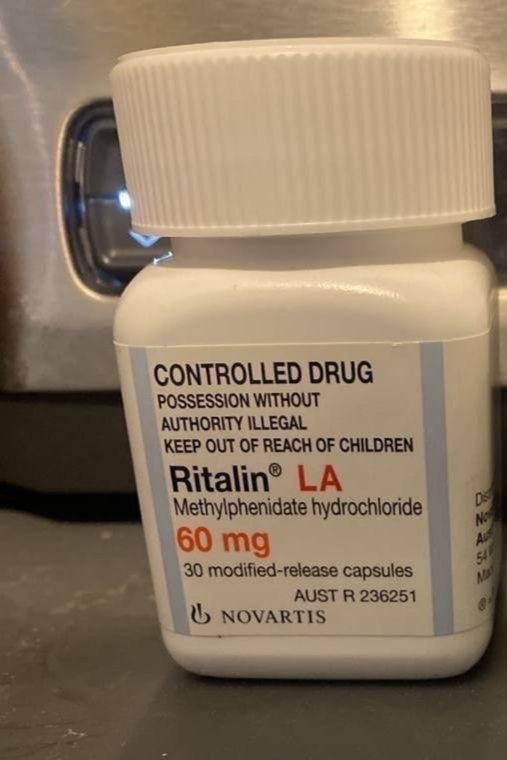 CONTROLLED DRUG
POSSESSION WITHOUT
AUTHORITY ILLEGAL
KEEP OUT OF REACH OF CHILDREN
Ritalin® LA
Methylphenidate hydrochloride
60 mg
30 modified-release capsules
AUST R 236251
NOVARTIS
54